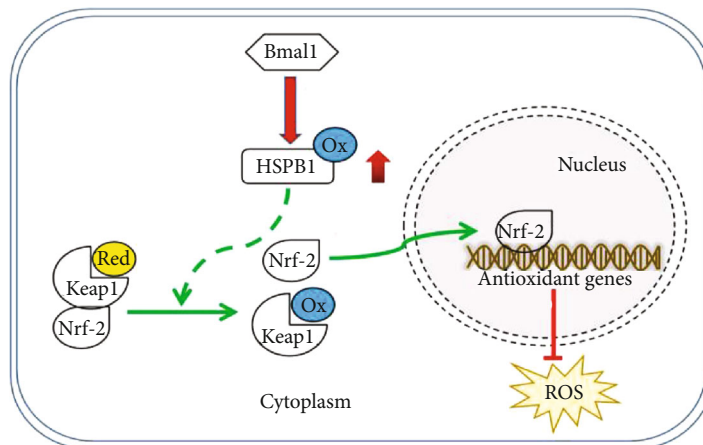 Bmal1
Ox
HSPB1
Nucleus
Nrf-2
Red
Keap1
Nrf-2
Nrf-2
Ox
Keap1
Antioxidant genes
ROS
Cytoplasm